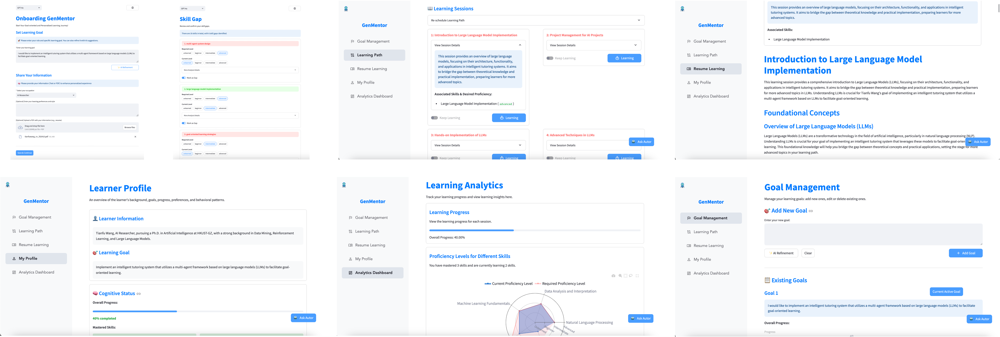 GPT-4o
Onboarding GenMentor
Start Your Goal-oriented and Personalized Learning Journey!
Set Learning Goal
🚀 Please enter your role and specific learning goal. You can also refine it with AI suggestions.
*Enter your learning goal
I would like to implement an intelligent tutoring system that utilizes a multi-agent framework based on large language models (LLMs) to
facilitate goal-oriented learning.
✨ AI Refinement
Share Your Information
🧠 Please provide your information (Text or PDF) to enhance personalized experience
* Select your occupation
AI Researcher
[Optional] Enter your learning preferences and style
[Optional] Upload a PDF with your information (e.g., resume)
Drag and drop file here
Limit 200MB per file • PDF
Browse files
tianfuwang_cv_202410.pdf
Save & Continue
GPT-4o
Skill Gap
Review and confirm your skill gaps.
There are 10 skills in total, with 6 skill gaps identified.
1. multi-agent system design
Required Level
unlearned beginner intermediate advanced
Current Level
unlearned beginner intermediate advanced
More Analysis Details
Mark as Gap
2. large language model implementation
Required Level
unlearned beginner intermediate advanced
Current Level
unlearned beginner intermediate advanced
More Analysis Details
Mark as Gap
3. goal-oriented learning strategies
Required Level
unlearned beginner intermediate advanced
Current Level
unlearned beginner intermediate advanced
GenMentor
Goal Management
Learning Path
Resume Learning
My Profile
Analytics Dashboard
📖 Learning Sessions
Re-schedule Learning Path
1: Introduction to Large Language Model Implementation
View Session Details
This session provides an overview of large language
models, focusing on their architecture, functionality,
and applications in intelligent tutoring systems. It aims
to bridge the gap between theoretical knowledge and
practical implementation, preparing learners for more
advanced topics.
Associated Skills & Desired Proficiency:
• Large Language Model Implementation ( advanced )
Keep Learning
Learning
2: Project Management for AI Projects
View Session Details
Keep Learning
Learning
3: Hands-on Implementation of LLMs
View Session Details
Keep Learning
Learning
4: Advanced Techniques in LLMs
View Session Details
Keep Learning
Learning
Ask Autor
GenMentor
Goal Management
Learning Path
Resume Learning
My Profile
Analytics Dashboard
This session provides an overview of large language models, focusing on their architecture, functionality, and applications in intelligent
tutoring systems. It aims to bridge the gap between theoretical knowledge and practical implementation, preparing learners for more
advanced topics.
Associated Skills:
• Large Language Model Implementation
Introduction to Large Language Model
Implementation
This learning session provides a comprehensive introduction to Large Language Models (LLMs), focusing on their architecture, functionality, and
applications in intelligent tutoring systems. It aims to bridge the gap between theoretical knowledge and practical implementation, preparing learners
for more advanced topics in LLMs. Understanding LLMs is crucial for Tianfu Wang's goal of implementing an intelligent tutoring system that utilizes a
multi-agent framework based on LLMs to facilitate goal-oriented learning.
Foundational Concepts
Overview of Large Language Models (LLMs)
Large Language Models (LLMs) are a transformative technology in the field of artificial intelligence, particularly in natural language processing (NLP).
Understanding LLMs is crucial for your goal of implementing an intelligent tutoring system that leverages these models to facilitate goal-orien
learning. This foundational knowledge will help you bridge the gap between theoretical concepts and practical applications, setting the stage for more
advanced topics in your learning path.
Ask Autor
GenMentor
Goal Management
Learning Path
Resume Learning
My Profile
Analytics Dashboard
Learner Profile
An overview of the learner's background, goals, progress, preferences, and behavioral patterns.
👤 Learner Information
Tianfu Wang, AI Researcher, pursuing a Ph.D. in Artificial Intelligence at HKUST-GZ, with a strong background in Data Mining, Reinforcement
Learning, and Large Language Models.
🎯 Learning Goal
Implement an intelligent tutoring system that utilizes a multi-agent framework based on large language models (LLMs) to facilitate goal-
oriented learning.
🧠 Cognitive Status
Overall Progress:
40% completed
Mastered Skills:
Ask Autor
GenMentor
Goal Management
Learning Path
Resume Learning
My Profile
Analytics Dashboard
Learning Analytics
Track your learning progress and view learning insights here.
Learning Progress
View the learning progress for each session.
Overall Progress: 40.00%
Proficiency Levels for Different Skills
You have mastered 3 skills and are currently learning 2 skills.
Current Proficiency Level Required Proficiency Level
Data Analysis and Interpretation
Machine Learning Fundamentals
Natural Language Processing
Unlearned
Beginner
Intermediate
Advanced
Ask Autor
GenMentor
Goal Management
Learning Path
Resume Learning
My Profile
Analytics Dashboard
Goal Management
Manage your learning goals: add new ones, edit or delete existing ones.
🎯 Add New Goal
Enter your new goal:
✨ AI Refinement
Clear
+ Add Goal
📋 Existing Goals
Goal 1
Current Active Goal
I would like to implement an intelligent tutoring system that utilizes a multi-agent framework based on large language models (LLMs) to facilitate
goal-oriented learning.
Overall Progress:
Progress
Ask Autor